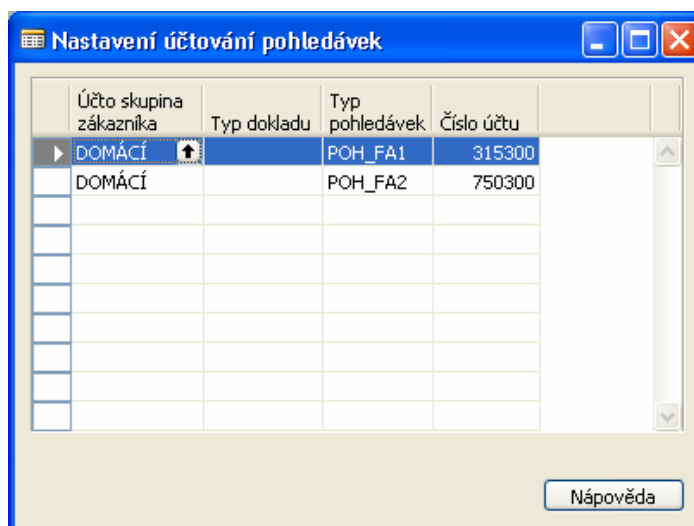 Nastavení účtování pohledávek
Účto skupina zákazníka Typ dokladu Typ pohledávek Číslo účtu
DOMÁCÍ POH_FA1 315300
DOMÁCÍ POH_FA2 750300
Nápověda